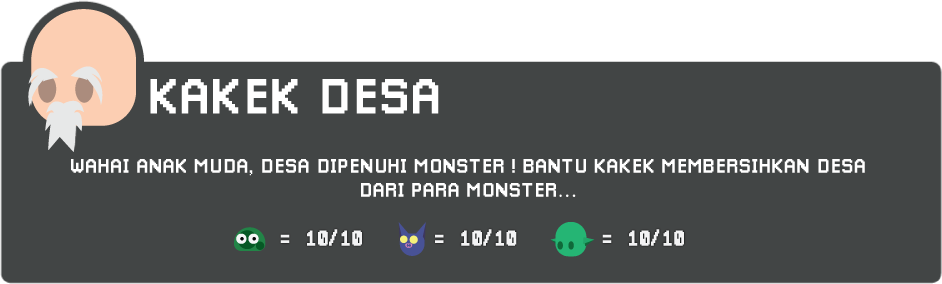 KAKEK DESA
WAHAI ANAK MUDA, DESA DIPENUHI MONSTER ! BANTU KAKEK MEMBERSIHKAN DESA
DARI PARA MONSTER...
= 10/10 = 10/10 = 10/10